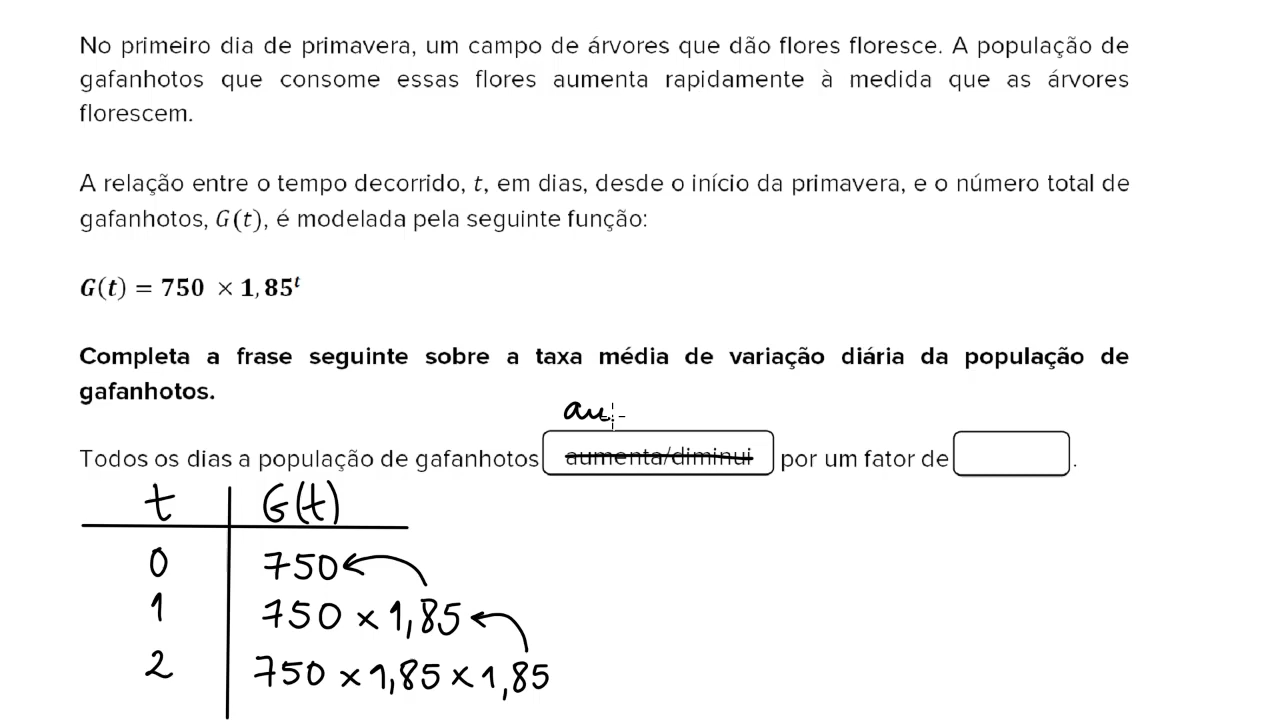 No primeiro dia de primavera, um campo de árvores que dão flores floresce. A população de
gafanhotos que consome essas flores aumenta rapidamente à medida que as árvores
florescem.
A relação entre o tempo decorrido, t, em dias, desde o início da primavera, e o número total de
gafanhotos, G(t), é modelada pela seguinte função:
G(t) = 750 × 1,85^t
Completa a frase seguinte sobre a taxa média de variação diária da população de
gafanhotos.
au
Todos os dias a população de gafanhotos aumenta/diminui por um fator de .
t G(t)
0 750
1 750 × 1,85
2 750 × 1,85 × 1,85